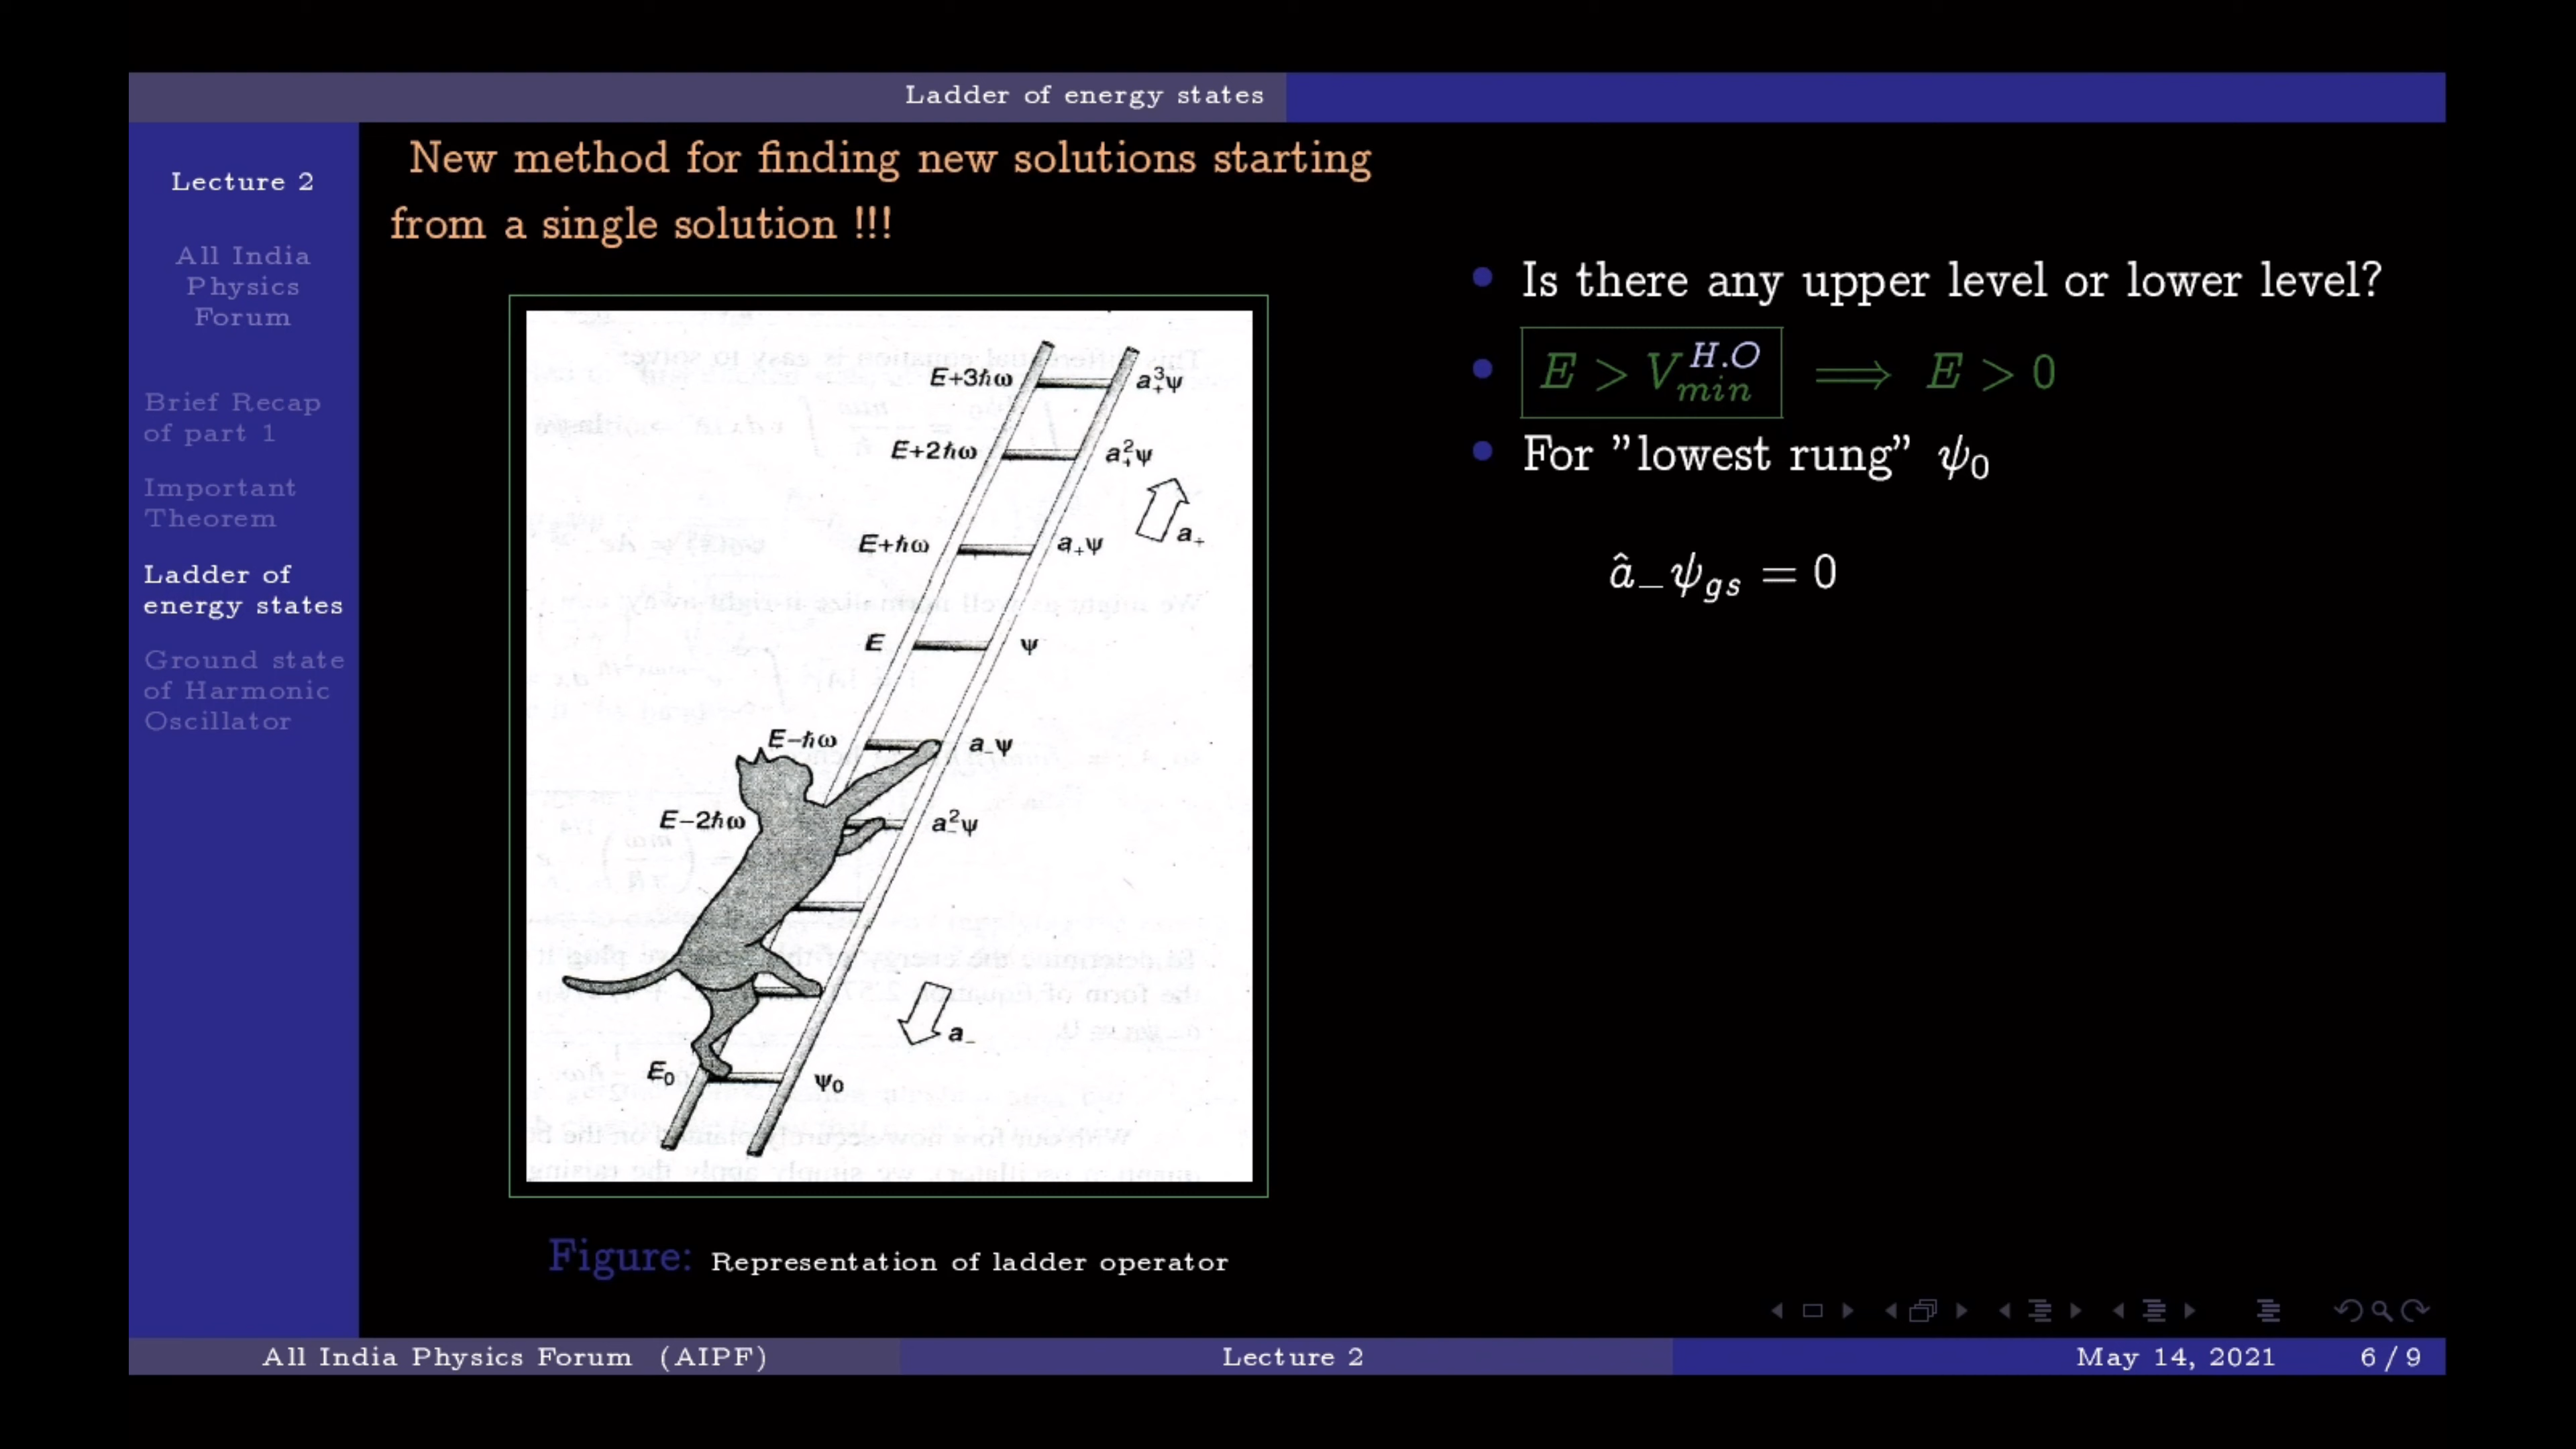 Ladder of energy states
Lecture 2
All India
Physics
Forum
Brief Recap
of part 1
Important
Theorem
Ladder of
energy states
Ground state
of Harmonic
Oscillator
New method for finding new solutions starting
from a single solution !!!
E+3ħω a₊³ψ
E+2ħω a₊²ψ
a₊
E+ħω a₊ψ
E ψ
E−ħω a₋ψ
E−2ħω a₋²ψ
a₋
E₀ ψ₀
Figure: Representation of ladder operator
• Is there any upper level or lower level?
• E > V_min^H.O ⟹ E > 0
• For ”lowest rung” ψ₀
â₋ψ_gs = 0
All India Physics Forum (AIPF) Lecture 2 May 14, 2021 6 / 9